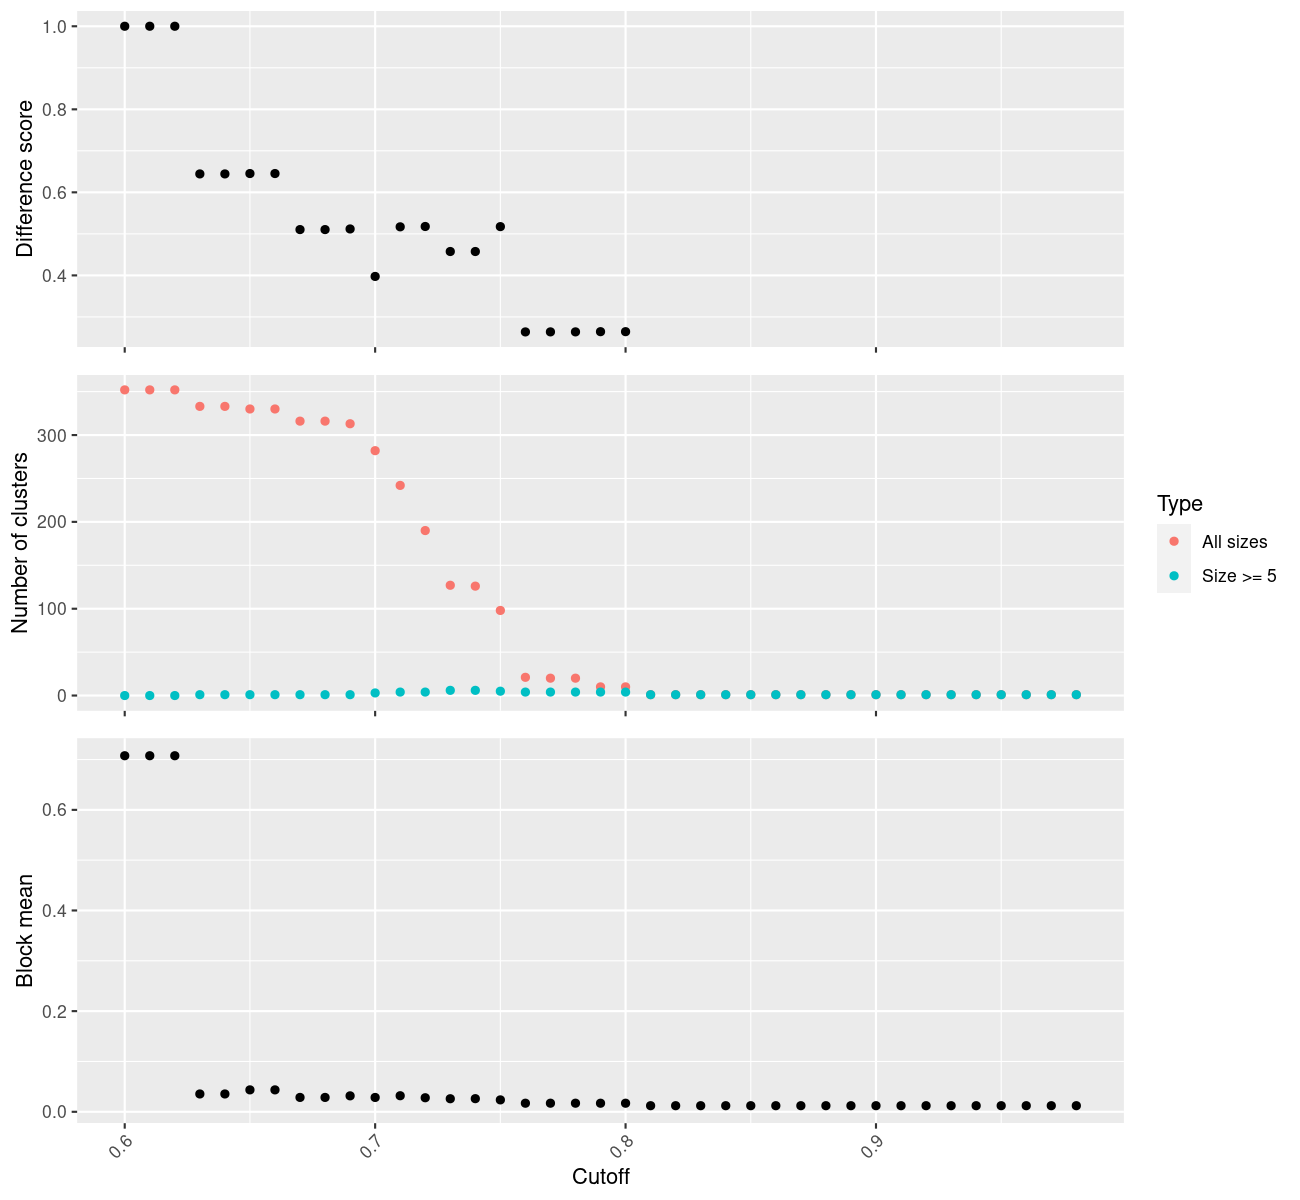 1.0
0.8
0.6
0.4
Difference score
300
200
100
0
Number of clusters
Type
All sizes
Size >= 5
0.6
0.4
0.2
0.0
Block mean
0.6
0.7
0.8
0.9
Cutoff